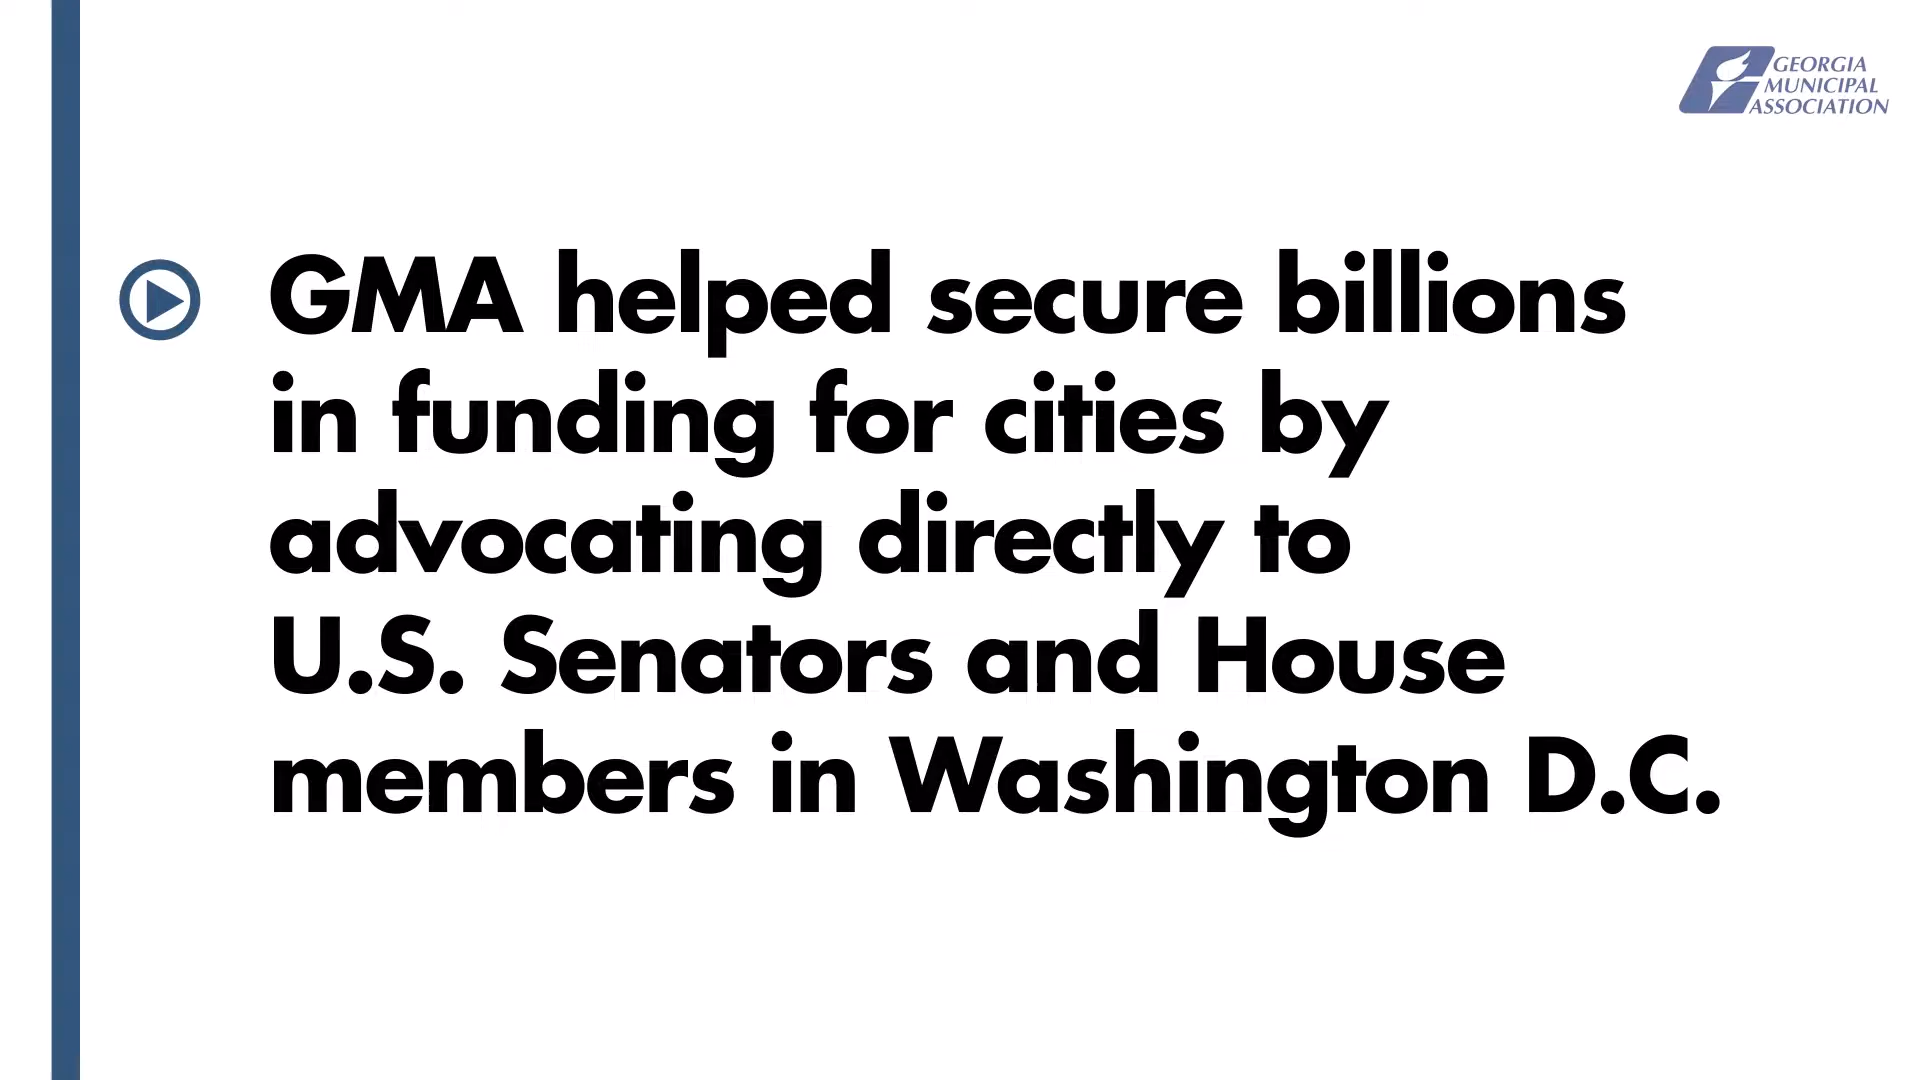 GEORGIA
MUNICIPAL
ASSOCIATION
GMA helped secure billions
in funding for cities by
advocating directly to
U.S. Senators and House
members in Washington D.C.